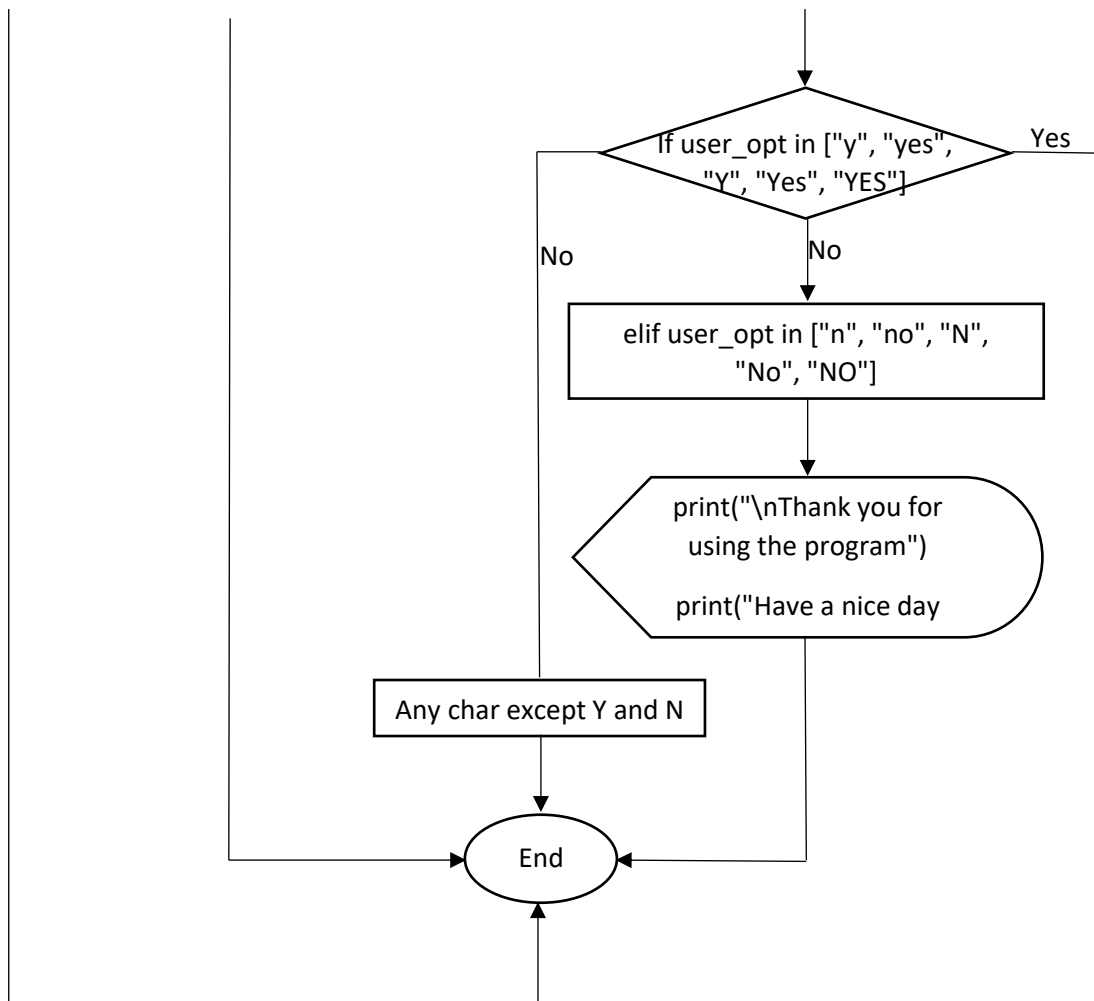 If user_opt in ["y", "yes",
"Y", "Yes", "YES"]
Yes
No
No
elif user_opt in ["n", "no", "N",
"No", "NO"]
print("\nThank you for
using the program")
print("Have a nice day
Any char except Y and N
End